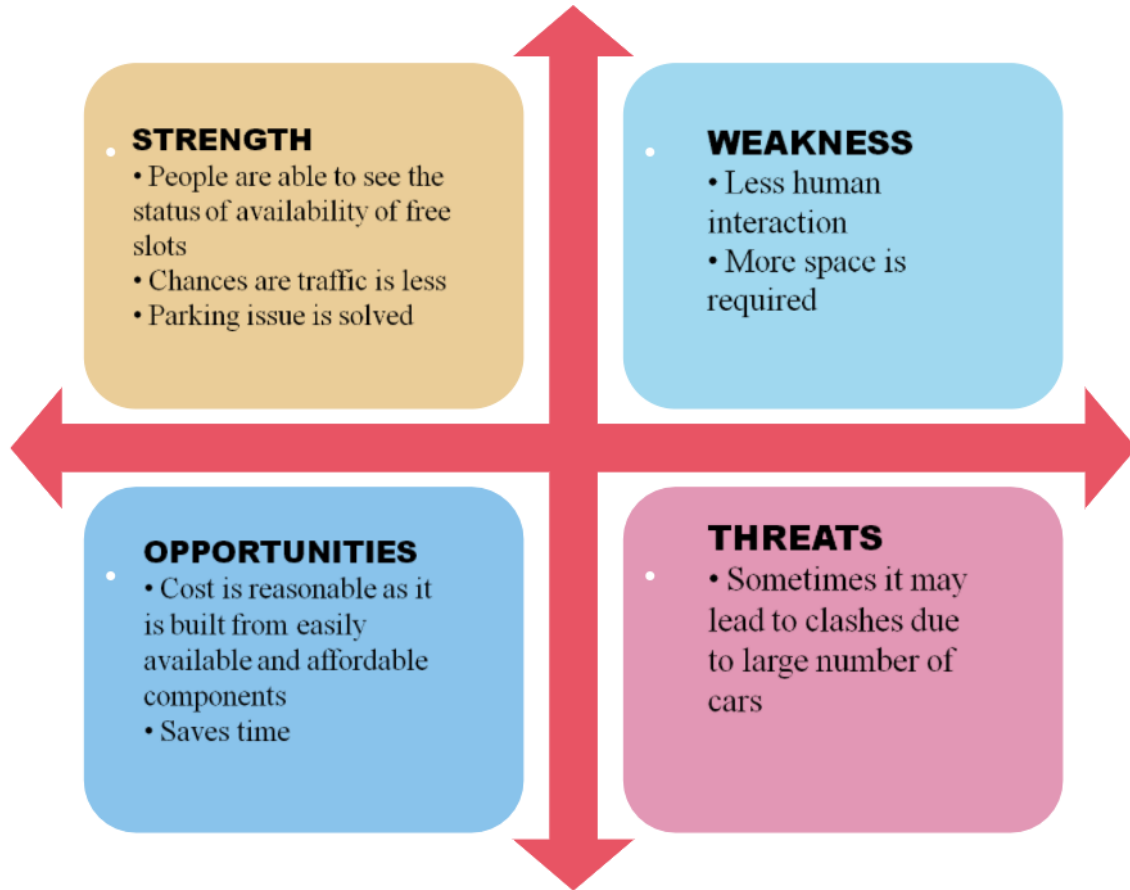 STRENGTH
• People are able to see the
status of availability of free
slots
• Chances are traffic is less
• Parking issue is solved
WEAKNESS
• Less human
interaction
• More space is
required
OPPORTUNITIES
• Cost is reasonable as it
is built from easily
available and affordable
components
• Saves time
THREATS
• Sometimes it may
lead to clashes due
to large number of
cars